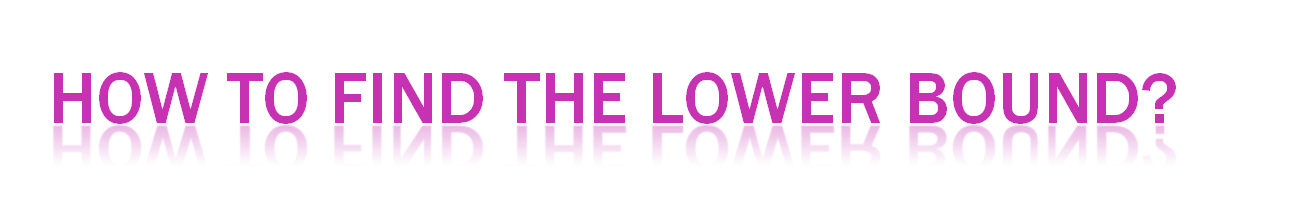 HOW TO FIND THE LOWER BOUND?